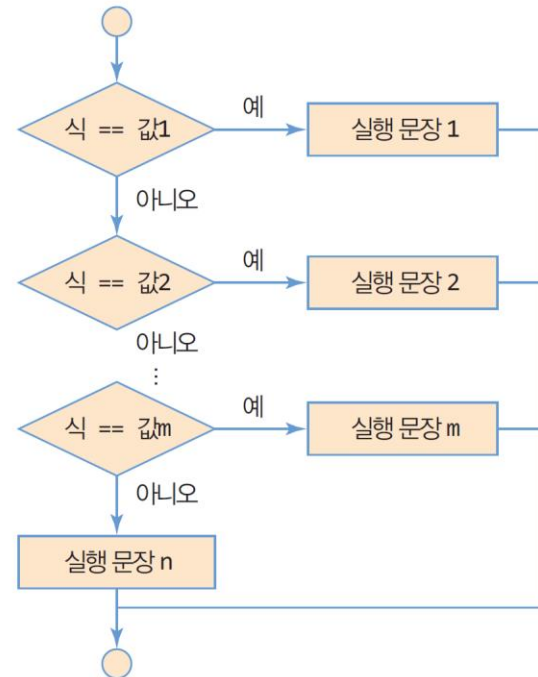 식 == 값1
예
실행 문장 1
아니오
식 == 값2
예
실행 문장 2
아니오
⋮
식 == 값m
예
실행 문장 m
아니오
실행 문장 n